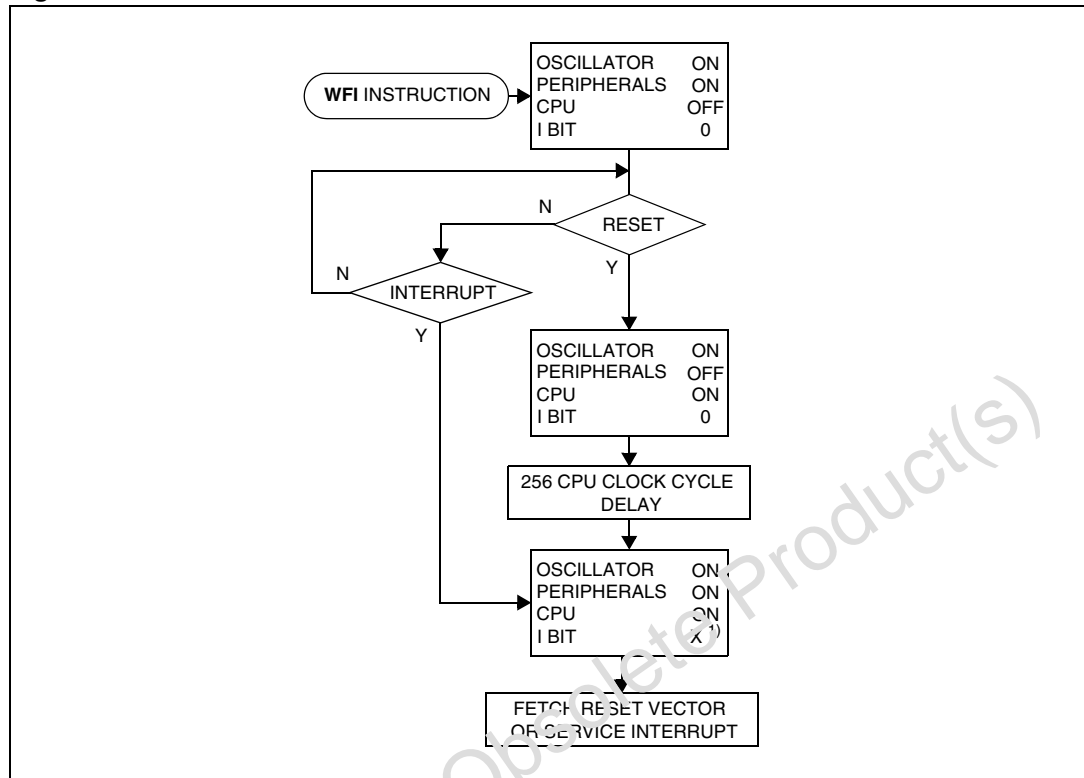 WFI INSTRUCTION
OSCILLATOR ON
PERIPHERALS ON
CPU OFF
I BIT 0
N
RESET
Y
N
INTERRUPT
Y
OSCILLATOR ON
PERIPHERALS OFF
CPU ON
I BIT 0
256 CPU CLOCK CYCLE
DELAY
OSCILLATOR ON
PERIPHERALS ON
CPU ON
I BIT X 1)
FETCH RESET VECTOR
OR SERVICE INTERRUPT
Obsolete Product(s)